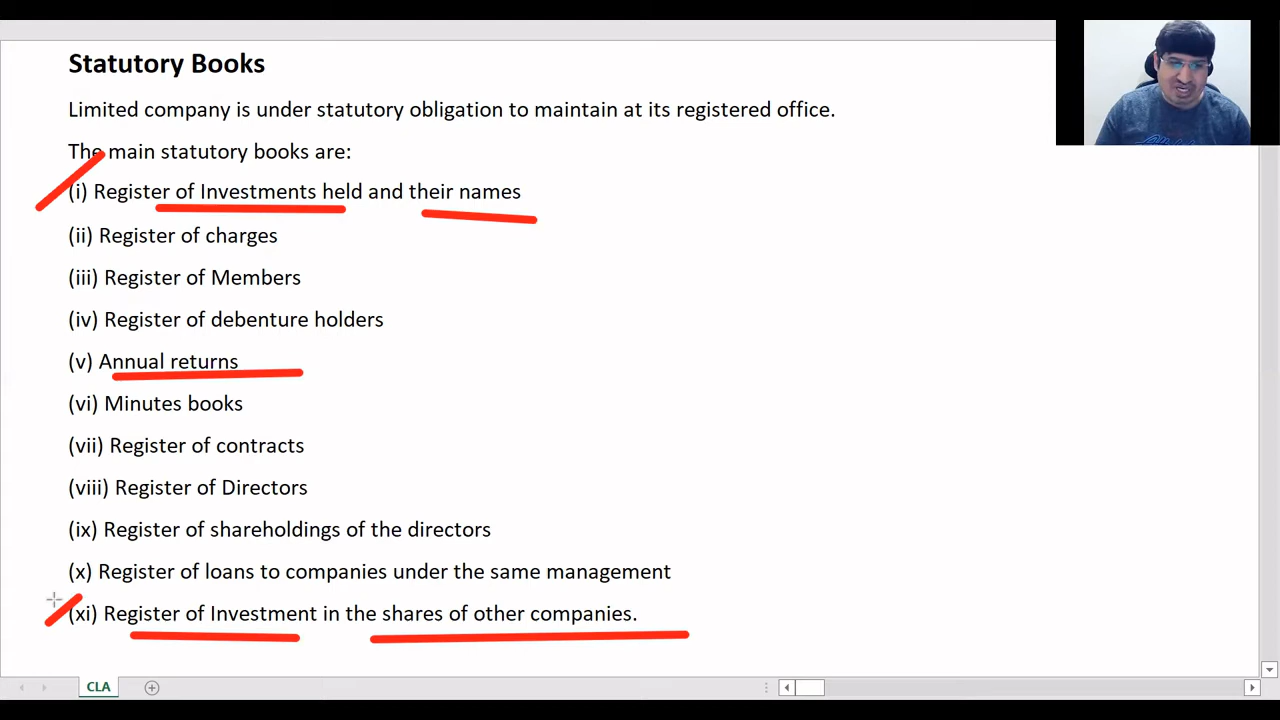 Statutory Books
Limited company is under statutory obligation to maintain at its registered office.
The main statutory books are:
(i) Register of Investments held and their names
(ii) Register of charges
(iii) Register of Members
(iv) Register of debenture holders
(v) Annual returns
(vi) Minutes books
(vii) Register of contracts
(viii) Register of Directors
(ix) Register of shareholdings of the directors
(x) Register of loans to companies under the same management
(xi) Register of Investment in the shares of other companies.
CLA